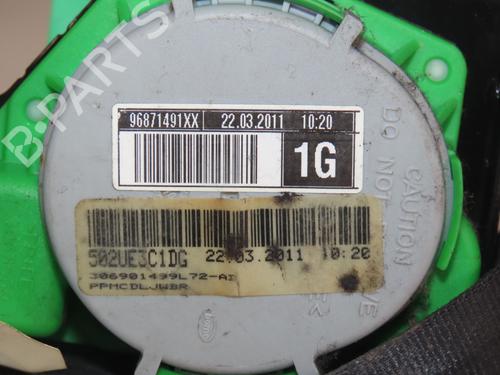 96871491XX 22.03.2011 10:20
1G
502UE3C1DG 22.03.2011 10:20
306901499L72-AI
PPMCDLJWBR
CAUTION
DO NOT
B-PARTS